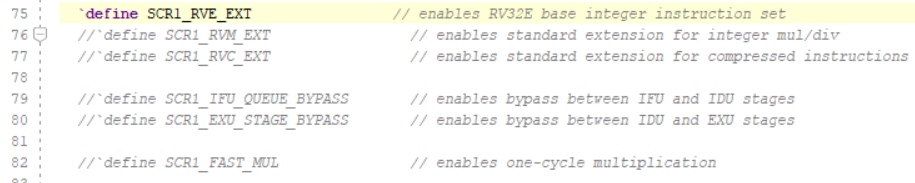 75 `define SCR1_RVE_EXT // enables RV32E base integer instruction set
76 //`define SCR1_RVM_EXT // enables standard extension for integer mul/div
77 //`define SCR1_RVC_EXT // enables standard extension for compressed instructions
78
79 //`define SCR1_IFU_QUEUE_BYPASS // enables bypass between IFU and IDU stages
80 //`define SCR1_EXU_STAGE_BYPASS // enables bypass between IDU and EXU stages
81
82 //`define SCR1_FAST_MUL // enables one-cycle multiplication